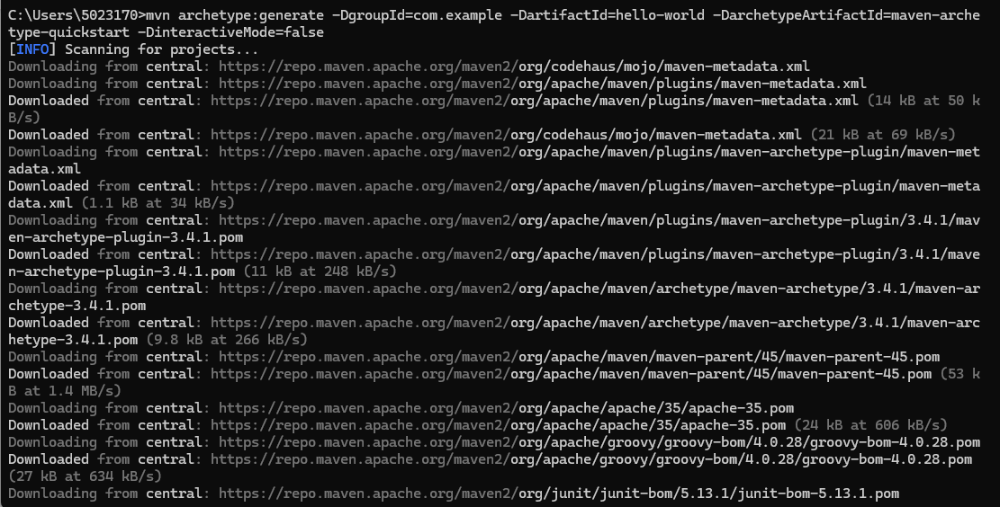 C:\Users\5023170>mvn archetype:generate -DgroupId=com.example -DartifactId=hello-world -DarchetypeArtifactId=maven-arche
type-quickstart -DinteractiveMode=false
[INFO] Scanning for projects...
Downloading from central: https://repo.maven.apache.org/maven2/org/codehaus/mojo/maven-metadata.xml
Downloading from central: https://repo.maven.apache.org/maven2/org/apache/maven/plugins/maven-metadata.xml
Downloaded from central: https://repo.maven.apache.org/maven2/org/apache/maven/plugins/maven-metadata.xml (14 kB at 50 k
B/s)
Downloaded from central: https://repo.maven.apache.org/maven2/org/codehaus/mojo/maven-metadata.xml (21 kB at 69 kB/s)
Downloading from central: https://repo.maven.apache.org/maven2/org/apache/maven/plugins/maven-archetype-plugin/maven-met
adata.xml
Downloaded from central: https://repo.maven.apache.org/maven2/org/apache/maven/plugins/maven-archetype-plugin/maven-meta
data.xml (1.1 kB at 34 kB/s)
Downloading from central: https://repo.maven.apache.org/maven2/org/apache/maven/plugins/maven-archetype-plugin/3.4.1/mav
en-archetype-plugin-3.4.1.pom
Downloaded from central: https://repo.maven.apache.org/maven2/org/apache/maven/plugins/maven-archetype-plugin/3.4.1/mave
n-archetype-plugin-3.4.1.pom (11 kB at 248 kB/s)
Downloading from central: https://repo.maven.apache.org/maven2/org/apache/maven/archetype/maven-archetype/3.4.1/maven-ar
chetype-3.4.1.pom
Downloaded from central: https://repo.maven.apache.org/maven2/org/apache/maven/archetype/maven-archetype/3.4.1/maven-arc
hetype-3.4.1.pom (9.8 kB at 266 kB/s)
Downloading from central: https://repo.maven.apache.org/maven2/org/apache/maven/maven-parent/45/maven-parent-45.pom
Downloaded from central: https://repo.maven.apache.org/maven2/org/apache/maven/maven-parent/45/maven-parent-45.pom (53 k
B at 1.4 MB/s)
Downloading from central: https://repo.maven.apache.org/maven2/org/apache/apache/35/apache-35.pom
Downloaded from central: https://repo.maven.apache.org/maven2/org/apache/apache/35/apache-35.pom (24 kB at 606 kB/s)
Downloading from central: https://repo.maven.apache.org/maven2/org/apache/groovy/groovy-bom/4.0.28/groovy-bom-4.0.28.pom
Downloaded from central: https://repo.maven.apache.org/maven2/org/apache/groovy/groovy-bom/4.0.28/groovy-bom-4.0.28.pom
(27 kB at 634 kB/s)
Downloading from central: https://repo.maven.apache.org/maven2/org/junit/junit-bom/5.13.1/junit-bom-5.13.1.pom